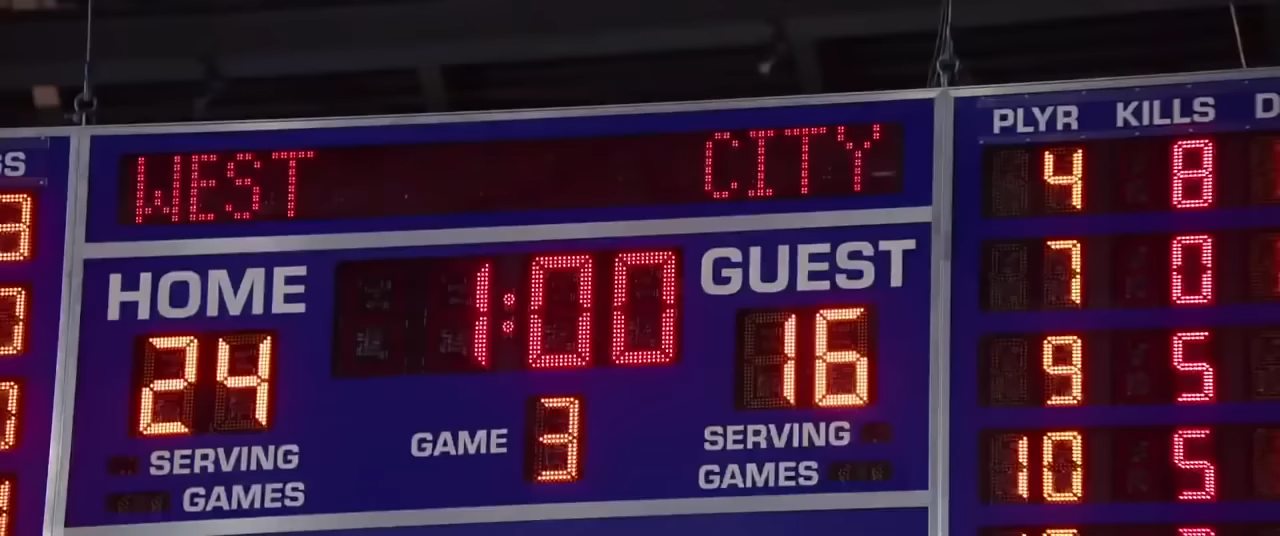 WEST CITY
HOME 1:00 GUEST
24 16
GAME 3
SERVING SERVING
GAMES GAMES
PLYR KILLS
4 8
7 0
9 5
10 5